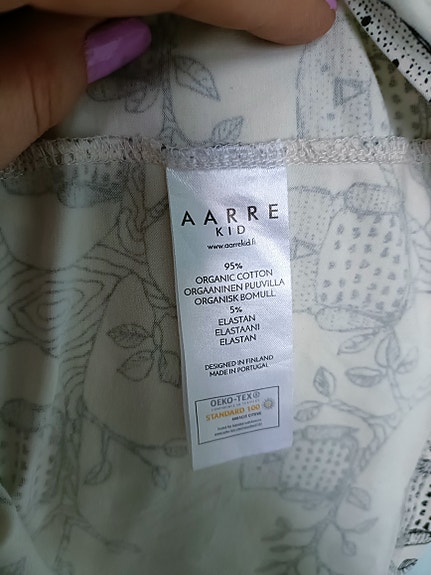 AARRE
KID
www.aarrekid.fi
95%
ORGANIC COTTON
ORGAANINEN PUUVILLA
ORGANISK BOMULL
5%
ELASTAN
ELASTAANI
ELASTAN
DESIGNED IN FINLAND
MADE IN PORTUGAL
OEKO-TEX®
STANDARD 100